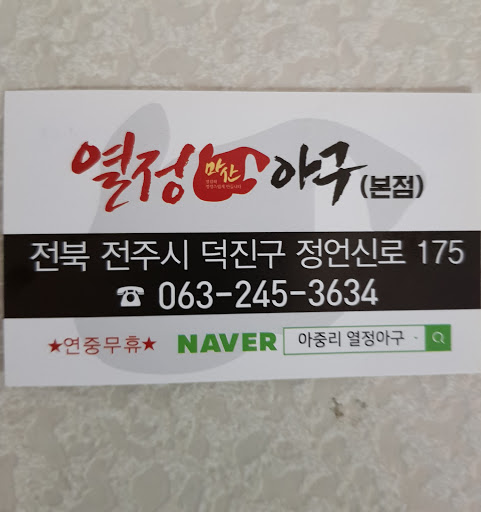 열정 마산 아구 (본점)
전북 전주시 덕진구 정언신로 175
☎ 063-245-3634
★연중무휴★ NAVER 아중리 열정아구